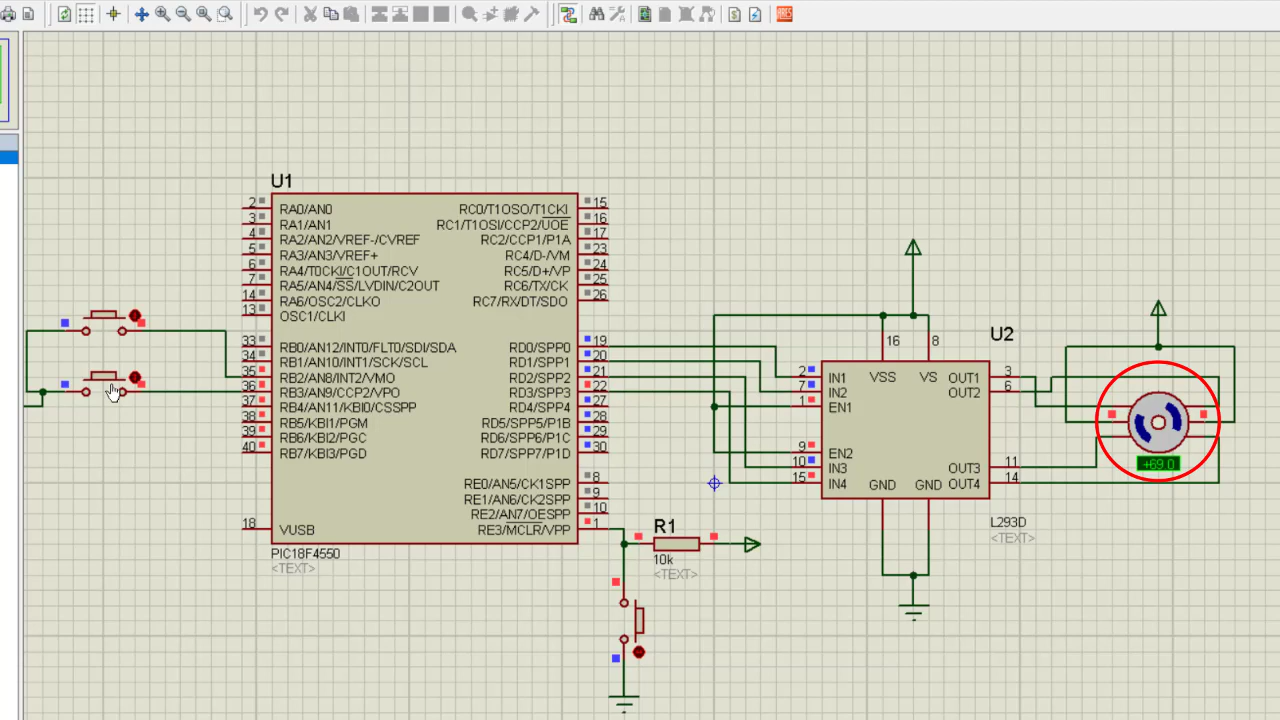 ARES
U1
2 RA0/AN0 RC0/T1OSO/T1CKI 15
3 RA1/AN1 RC1/T1OSI/CCP2/UOE 16
4 RA2/AN2/VREF-/CVREF RC2/CCP1/P1A 17
5 RA3/AN3/VREF+ RC4/D-/VM 23
6 RA4/T0CKI/C1OUT/RCV RC5/D+/VP 24
7 RA5/AN4/SS/LVDIN/C2OUT RC6/TX/CK 25
14 RA6/OSC2/CLKO RC7/RX/DT/SDO 26
13 OSC1/CLKI
33 RB0/AN12/INT0/FLT0/SDI/SDA RD0/SPP0 19
34 RB1/AN10/INT1/SCK/SCL RD1/SPP1 20
35 RB2/AN8/INT2/VMO RD2/SPP2 21
36 RB3/AN9/CCP2/VPO RD3/SPP3 22
37 RB4/AN11/KBI0/CSSPP RD4/SPP4 27
38 RB5/KBI1/PGM RD5/SPP5/P1B 28
39 RB6/KBI2/PGC RD6/SPP6/P1C 29
40 RB7/KBI3/PGD RD7/SPP7/P1D 30
RE0/AN5/CK1SPP 8
RE1/AN6/CK2SPP 9
RE2/AN7/OESPP 10
18 VUSB RE3/MCLR/VPP 1
PIC18F4550
<TEXT>
R1
10k
<TEXT>
U2
16 8
VSS VS
2 IN1 OUT1 3
7 IN2 OUT2 6
1 EN1
9 EN2
10 IN3 OUT3 11
15 IN4 OUT4 14
GND GND
L293D
<TEXT>
+69.0